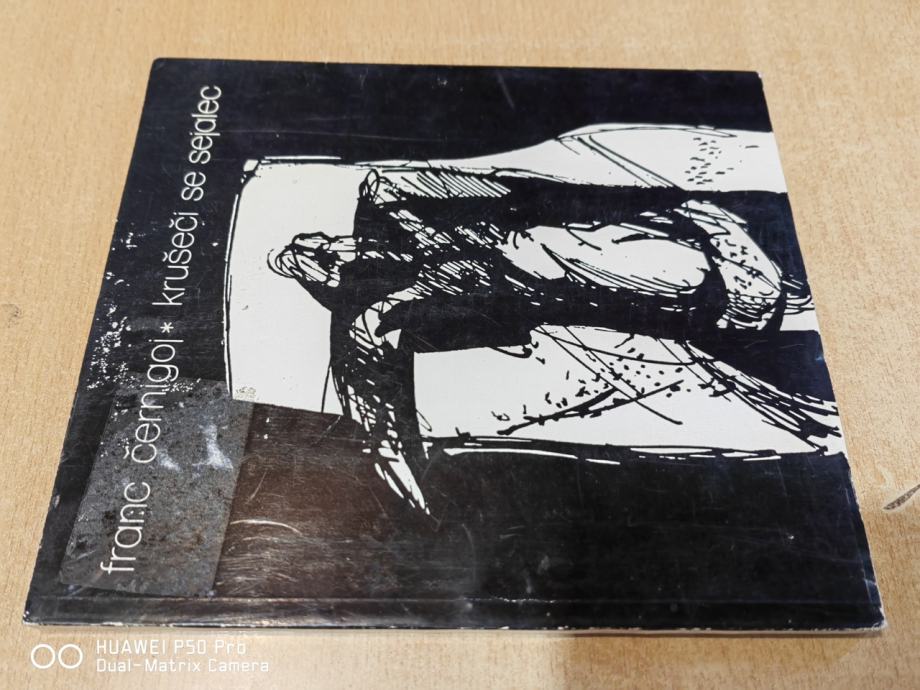 franc černigoj * krušeči se sejalec
HUAWEI P50 Pro
Dual-Matrix Camera